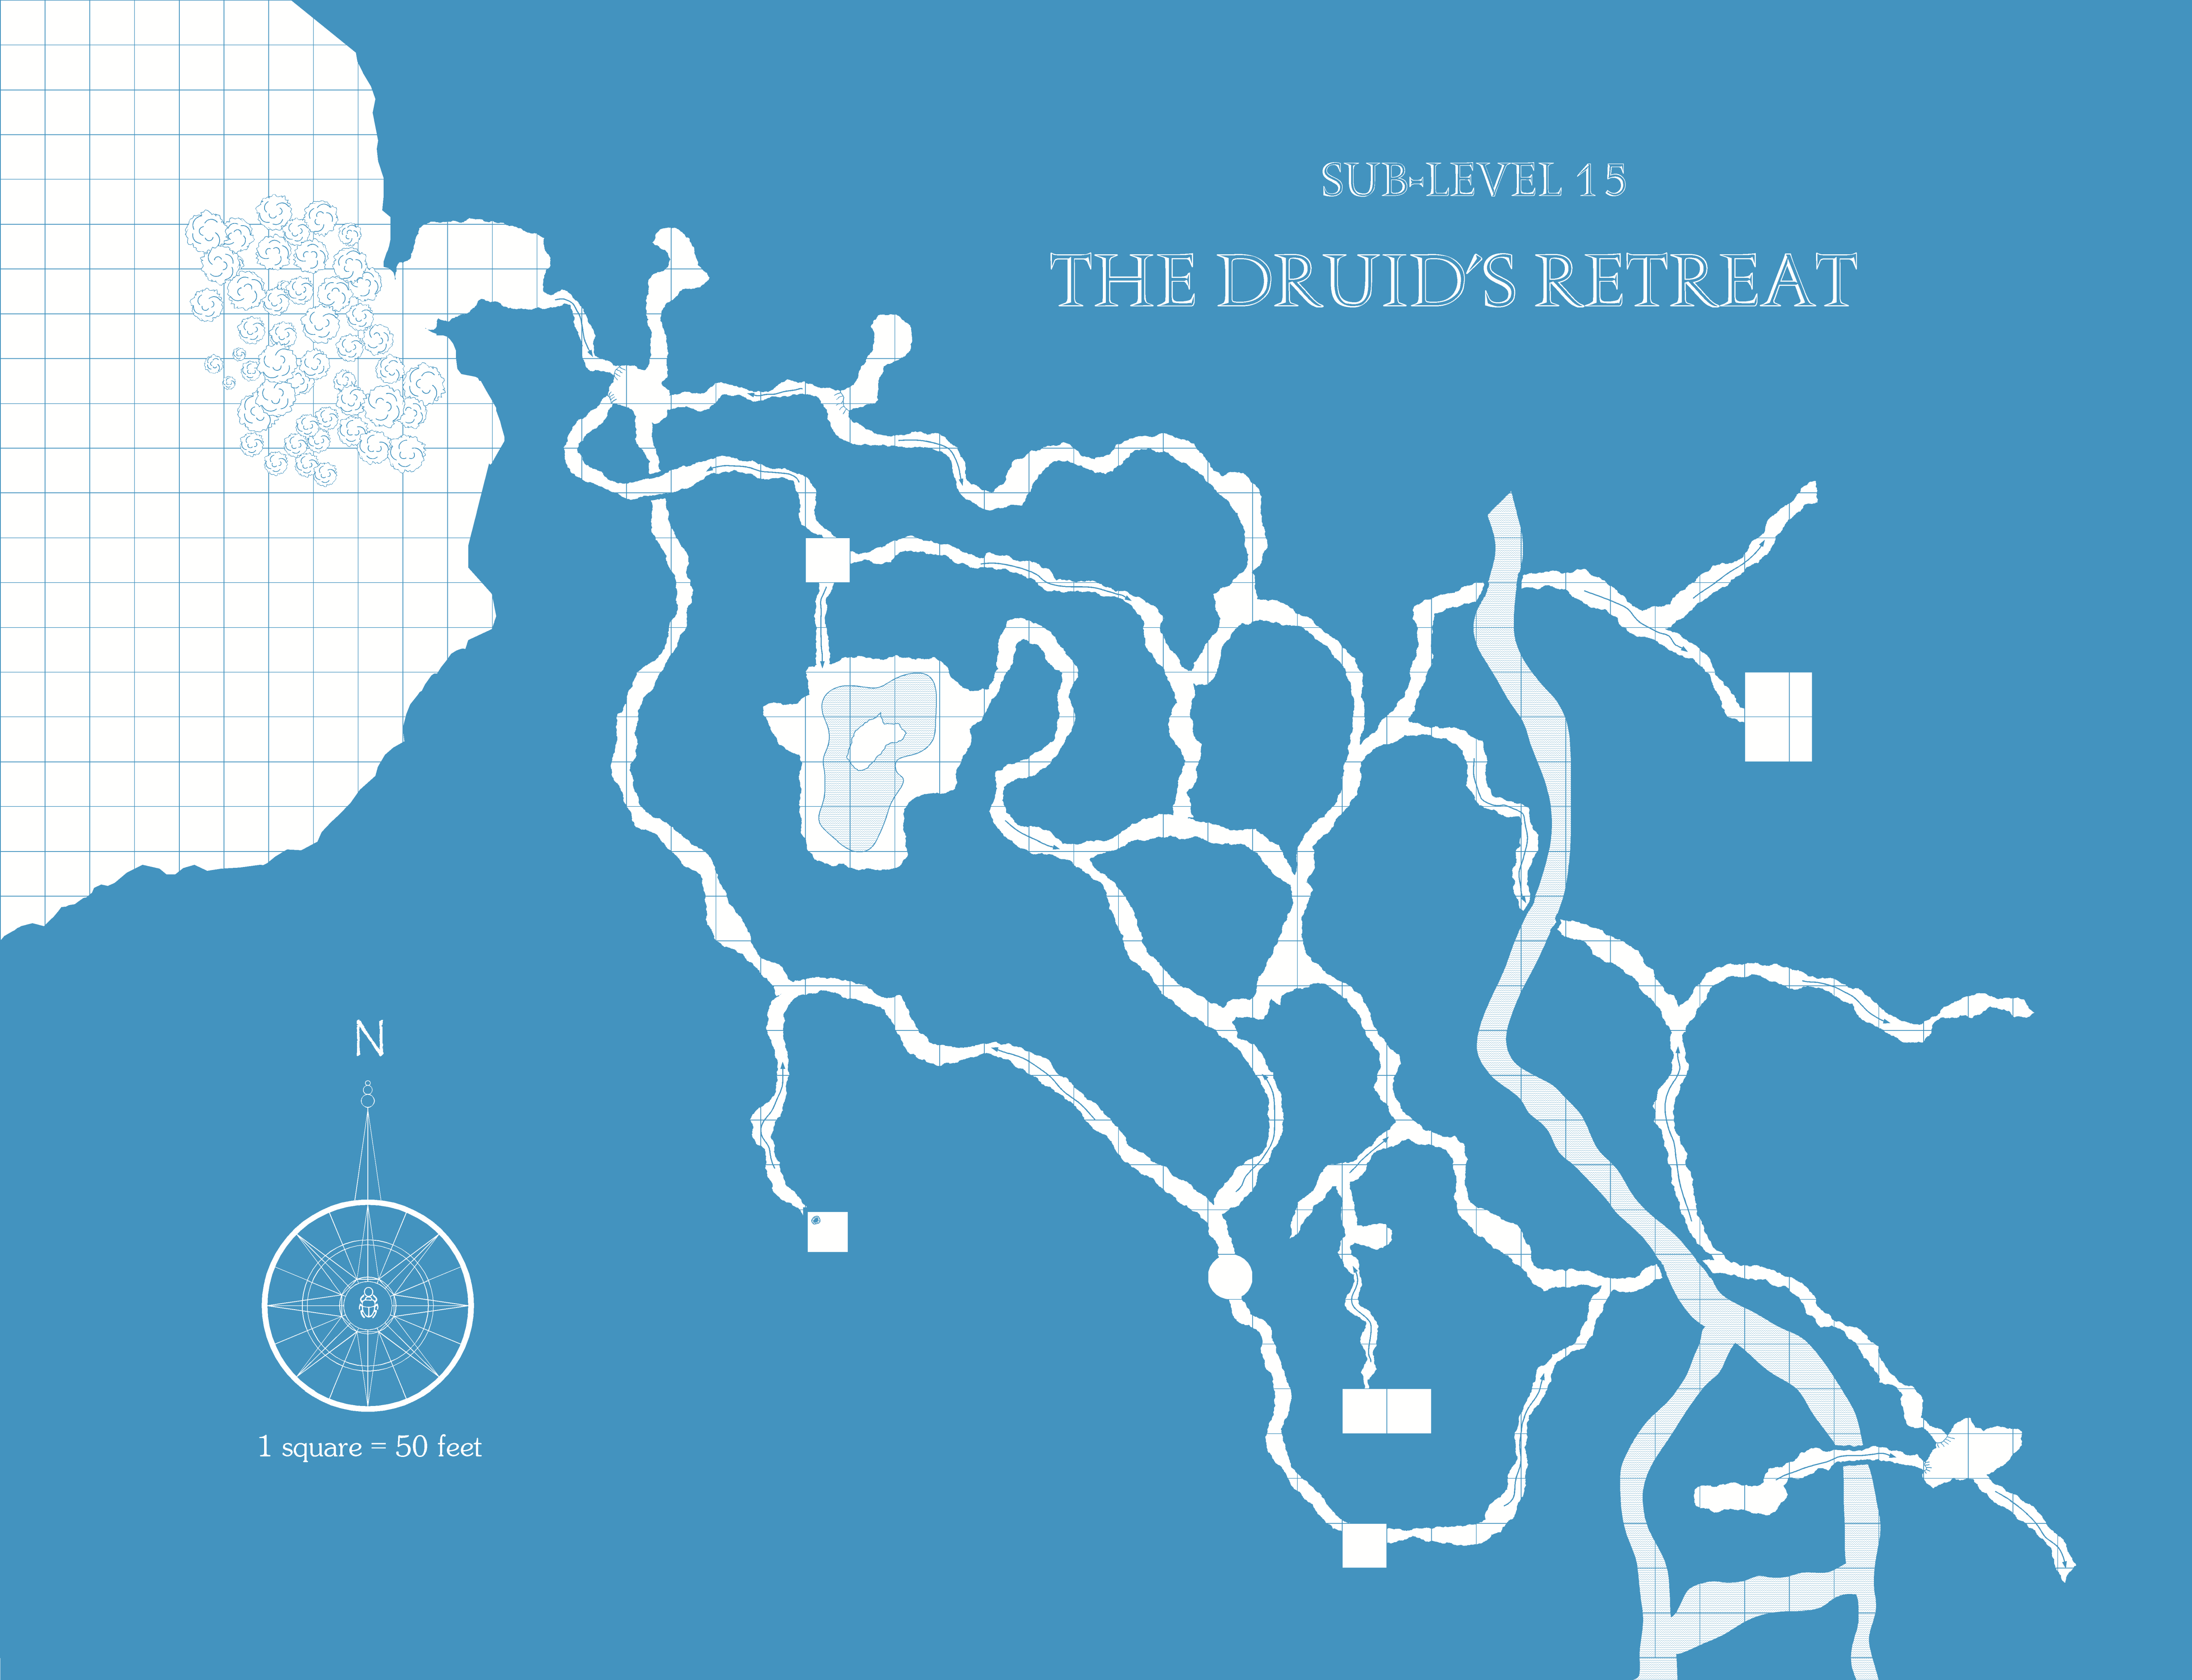 SUB-LEVEL 15
THE DRUID'S RETREAT
N
1 square = 50 feet